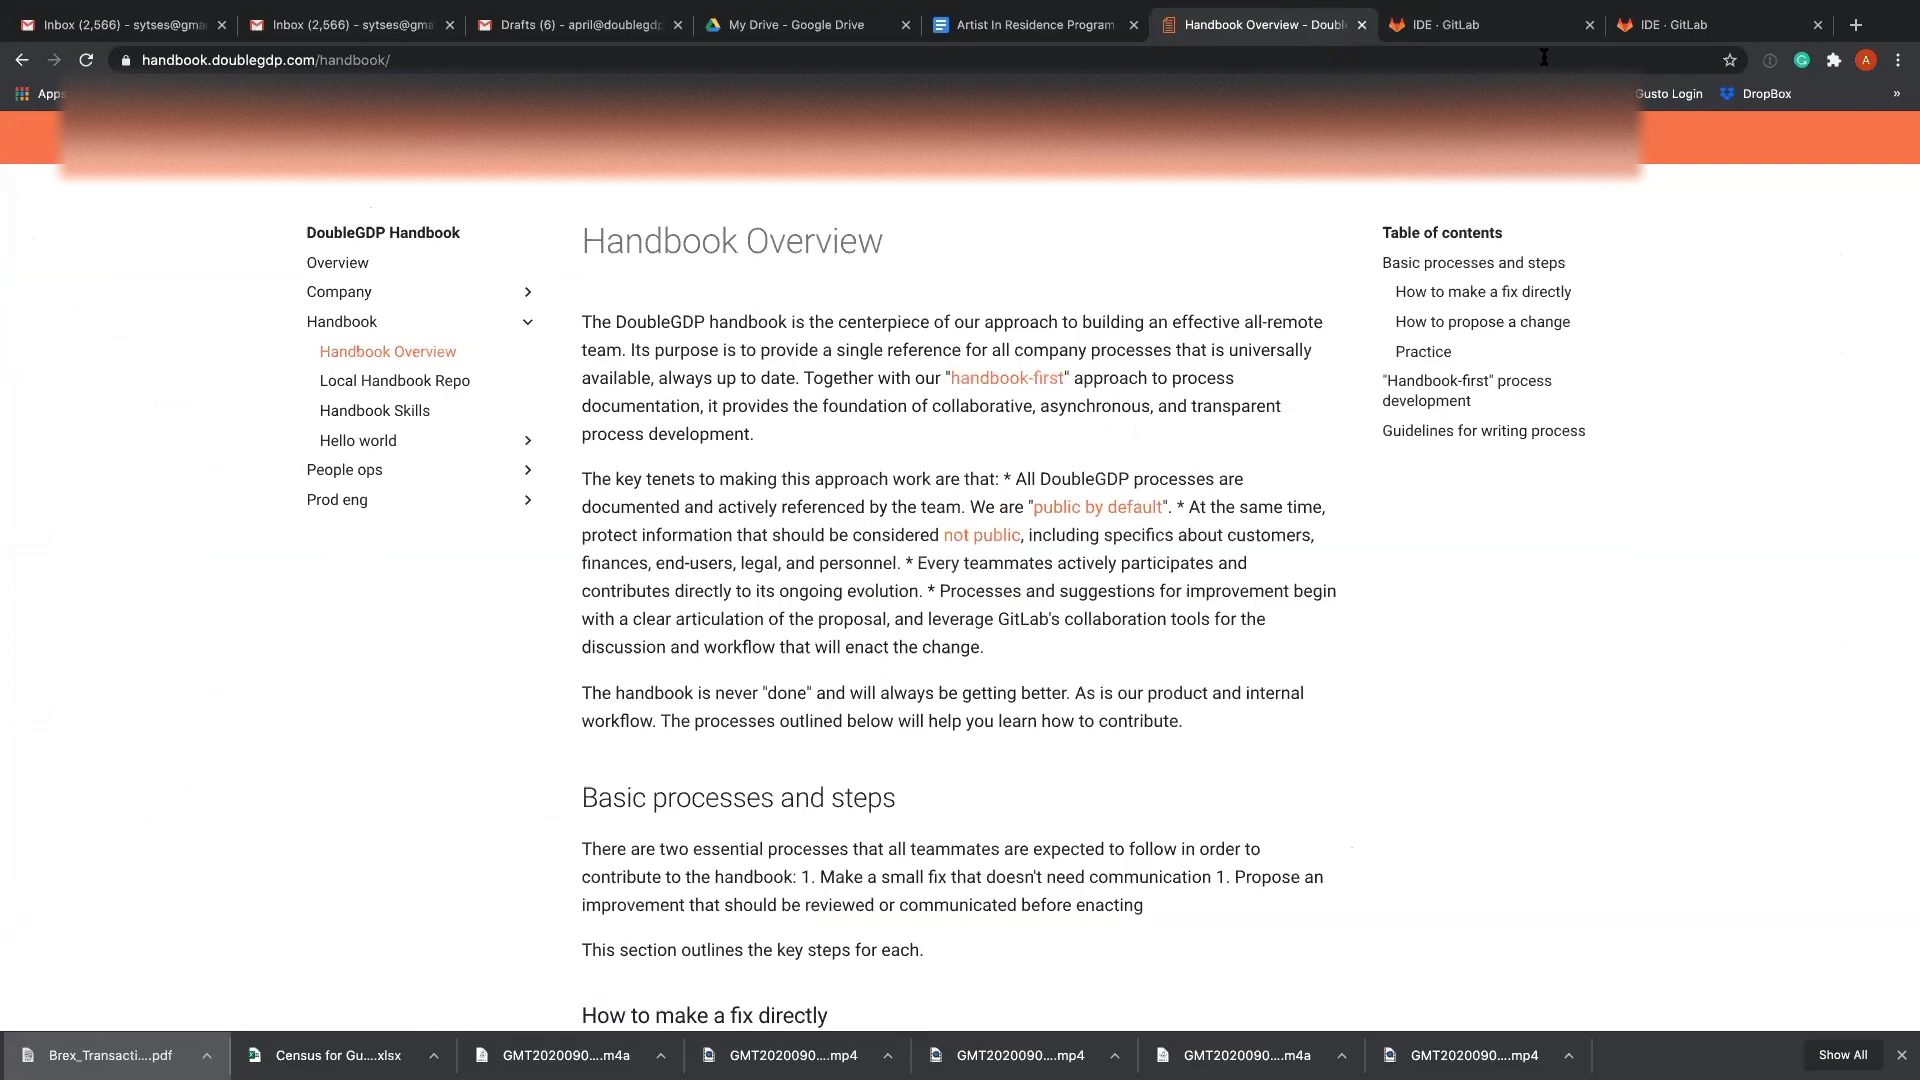 Inbox (2,566) - sytses@gma
Inbox (2,566) - sytses@gma
Drafts (6) - april@doublegdp
My Drive - Google Drive
Artist In Residence Program
Handbook Overview - Doubl
IDE · GitLab
IDE · GitLab
handbook.doublegdp.com/handbook/
A
Apps
Gusto Login
DropBox
»
DoubleGDP Handbook
Overview
Company
Handbook
Handbook Overview
Local Handbook Repo
Handbook Skills
Hello world
People ops
Prod eng
Handbook Overview
The DoubleGDP handbook is the centerpiece of our approach to building an effective all-remote
team. Its purpose is to provide a single reference for all company processes that is universally
available, always up to date. Together with our "handbook-first" approach to process
documentation, it provides the foundation of collaborative, asynchronous, and transparent
process development.
The key tenets to making this approach work are that: * All DoubleGDP processes are
documented and actively referenced by the team. We are "public by default". * At the same time,
protect information that should be considered not public, including specifics about customers,
finances, end-users, legal, and personnel. * Every teammates actively participates and
contributes directly to its ongoing evolution. * Processes and suggestions for improvement begin
with a clear articulation of the proposal, and leverage GitLab's collaboration tools for the
discussion and workflow that will enact the change.
The handbook is never "done" and will always be getting better. As is our product and internal
workflow. The processes outlined below will help you learn how to contribute.
Basic processes and steps
There are two essential processes that all teammates are expected to follow in order to
contribute to the handbook: 1. Make a small fix that doesn't need communication 1. Propose an
improvement that should be reviewed or communicated before enacting
This section outlines the key steps for each.
How to make a fix directly
Table of contents
Basic processes and steps
How to make a fix directly
How to propose a change
Practice
"Handbook-first" process
development
Guidelines for writing process
Brex_Transacti....pdf
Census for Gu....xlsx
GMT2020090....m4a
GMT2020090....mp4
GMT2020090....mp4
GMT2020090....m4a
GMT2020090....mp4
Show All